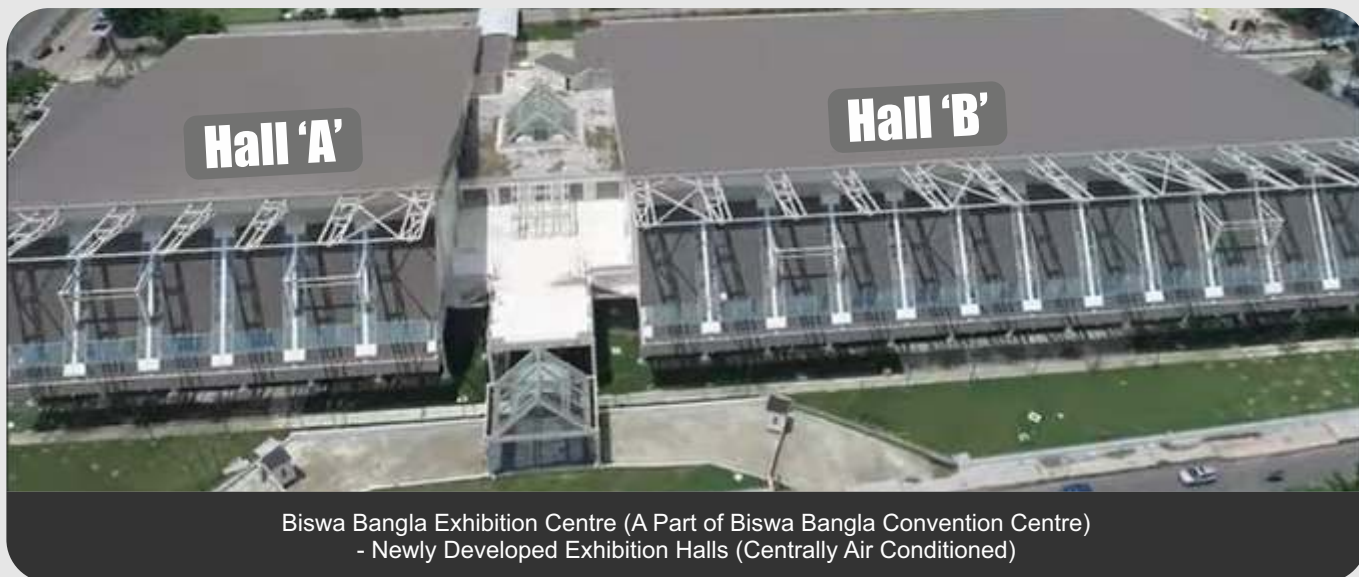 Hall ‘A’
Hall ‘B’
Biswa Bangla Exhibition Centre (A Part of Biswa Bangla Convention Centre)
- Newly Developed Exhibition Halls (Centrally Air Conditioned)